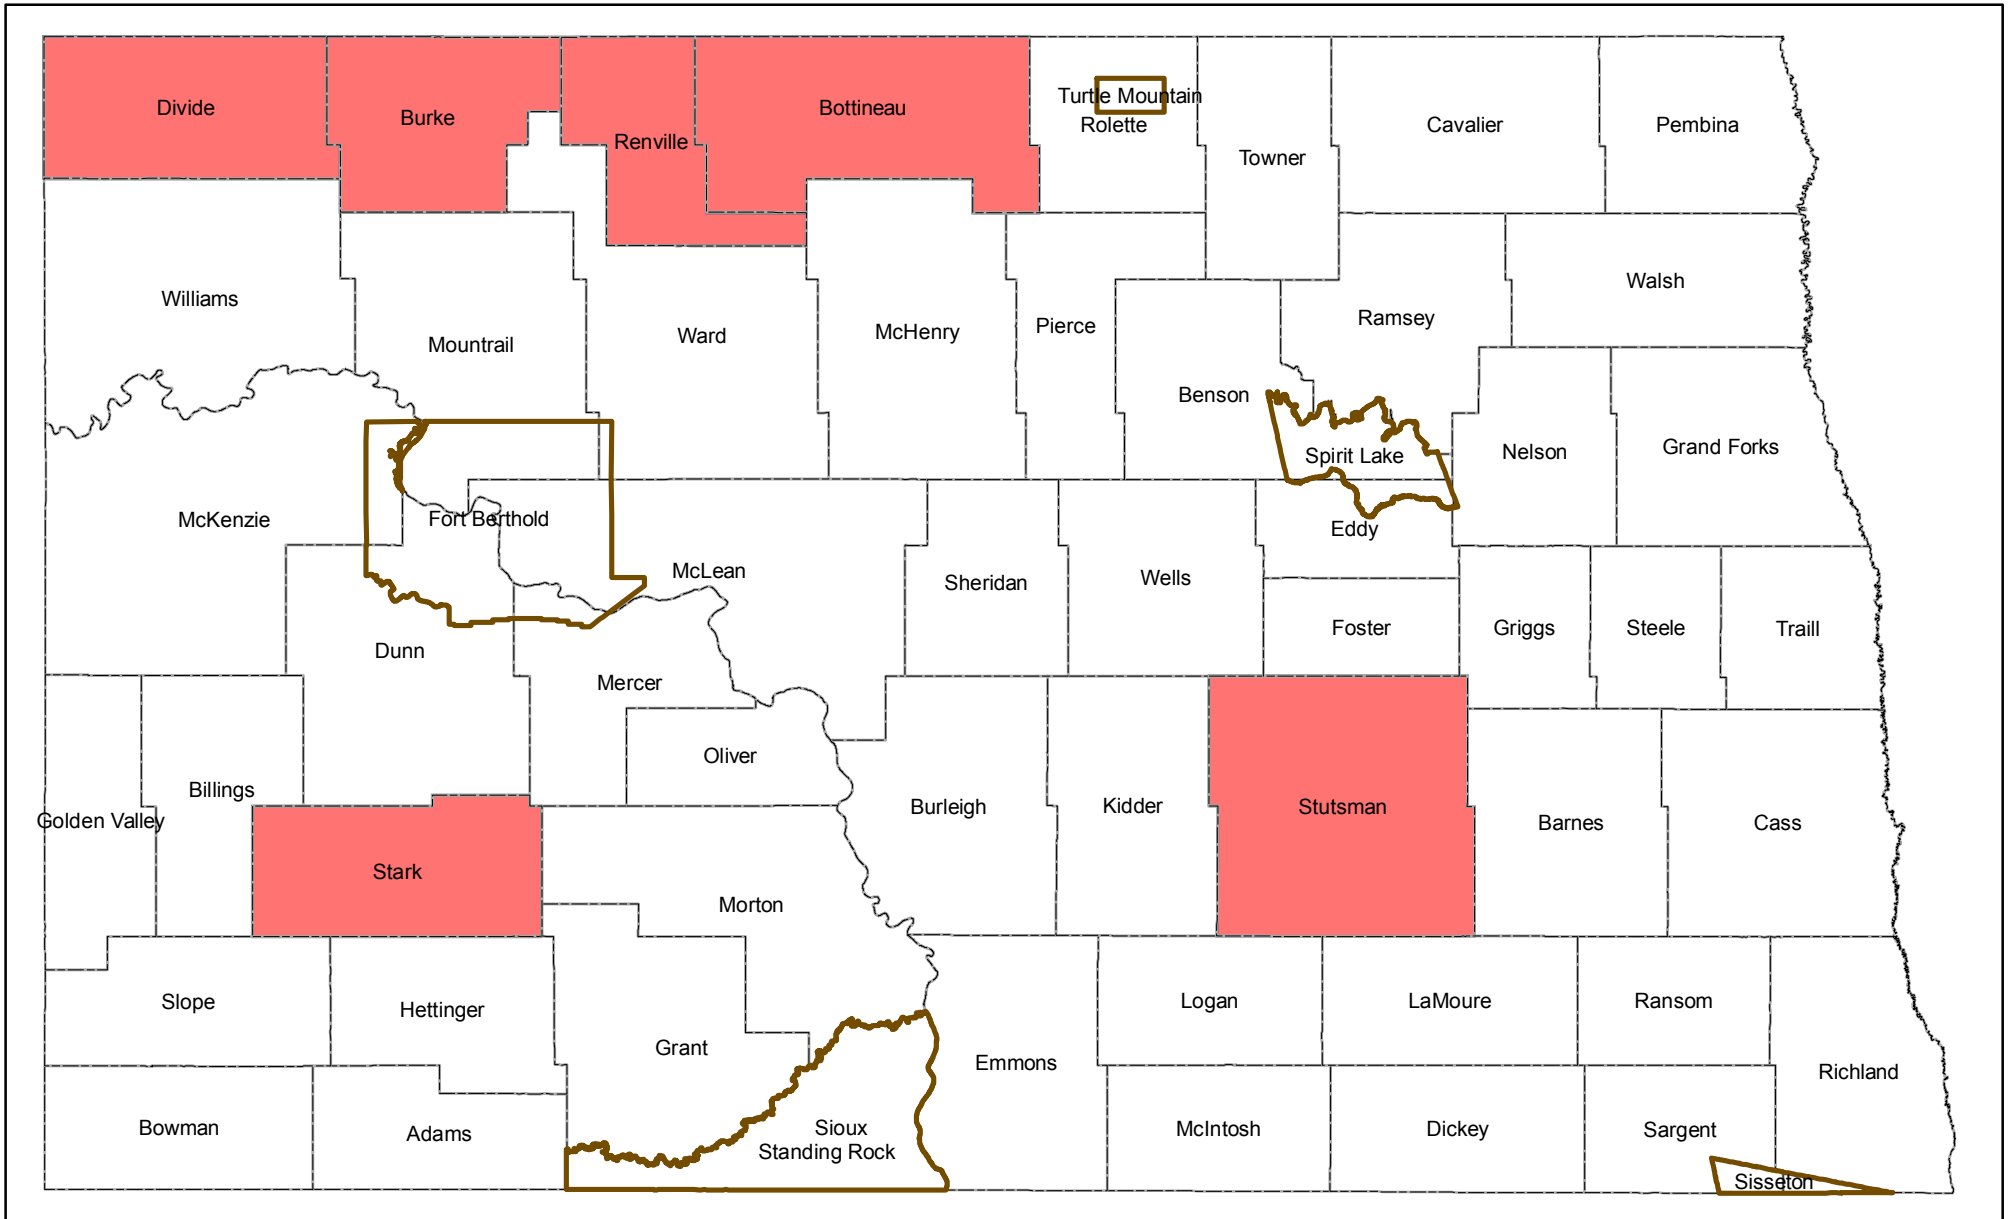 Divide
Burke
Renville
Bottineau
Turtle Mountain
Rolette
Towner
Cavalier
Pembina
Williams
Mountrail
Ward
McHenry
Pierce
Benson
Ramsey
Walsh
Spirit Lake
Nelson
Grand Forks
McKenzie
Fort Berthold
McLean
Sheridan
Wells
Eddy
Foster
Griggs
Steele
Traill
Dunn
Mercer
Oliver
Golden Valley
Billings
Stark
Morton
Burleigh
Kidder
Stutsman
Barnes
Cass
Slope
Hettinger
Grant
Emmons
Logan
LaMoure
Ransom
Richland
Bowman
Adams
Sioux
Standing Rock
McIntosh
Dickey
Sargent
Sisseton